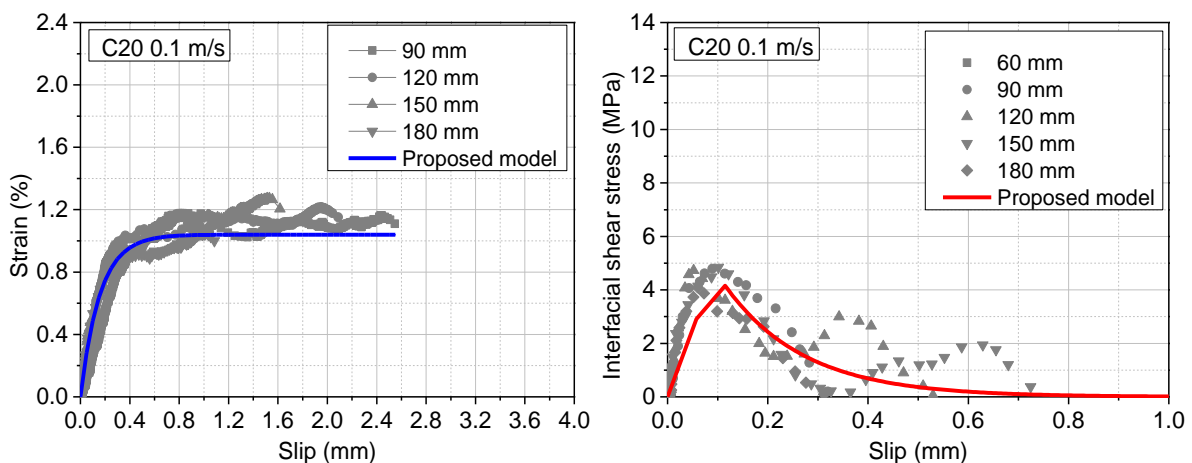 C20 0.1 m/s
90 mm
120 mm
150 mm
180 mm
Proposed model
Strain (%)
2.4
2.0
1.6
1.2
0.8
0.4
0.0
0.0 0.4 0.8 1.2 1.6 2.0 2.4 2.8 3.2 3.6 4.0
Slip (mm)
C20 0.1 m/s
60 mm
90 mm
120 mm
150 mm
180 mm
Proposed model
Interfacial shear stress (MPa)
14
12
10
8
6
4
2
0
0.0 0.2 0.4 0.6 0.8 1.0
Slip (mm)